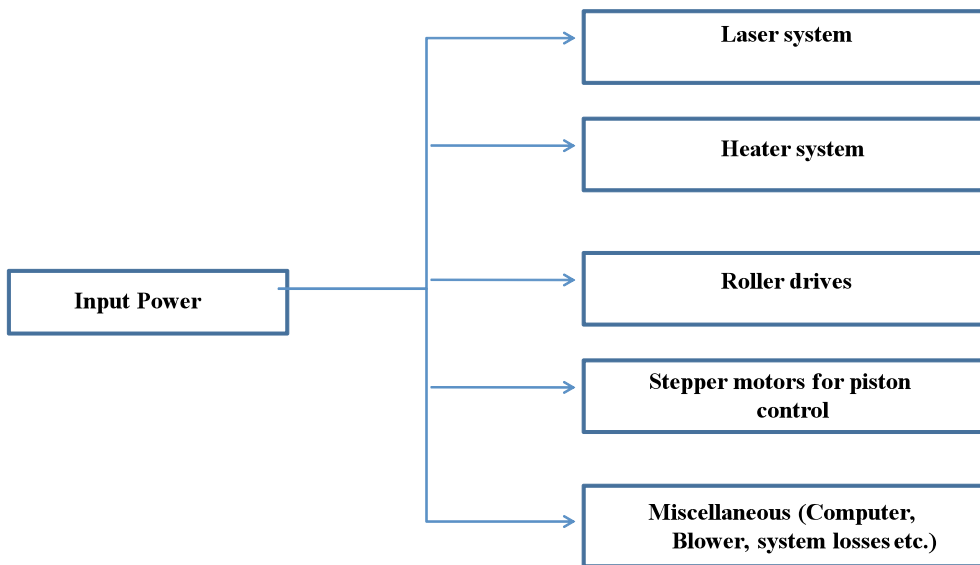 Laser system
Heater system
Input Power
Roller drives
Stepper motors for piston
control
Miscellaneous (Computer,
Blower, system losses etc.)